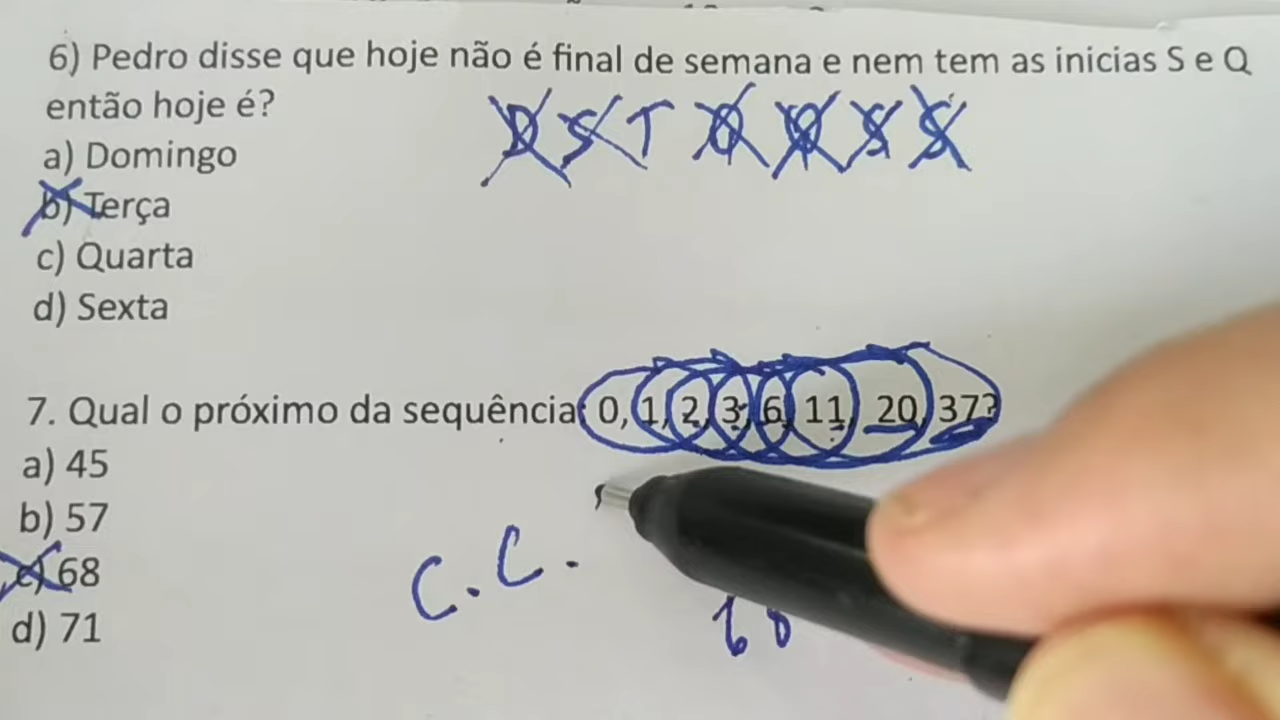 6) Pedro disse que hoje não é final de semana e nem tem as inicias S e Q
então hoje é?
D S T Q Q S S
a) Domingo
b) Terça
c) Quarta
d) Sexta
7. Qual o próximo da sequência: 0, 1, 2, 3, 6, 11, 20, 37?
a) 45
b) 57
c) 68
d) 71
C.C.
68